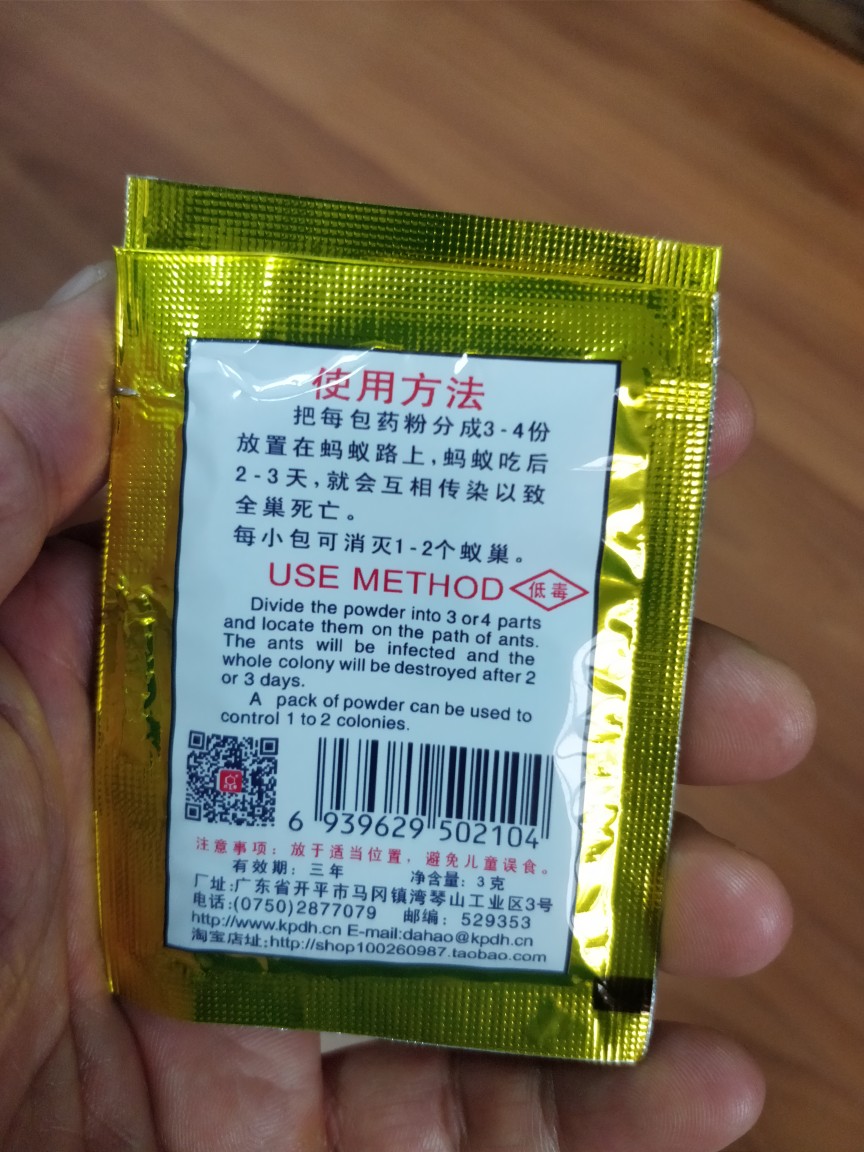 使用方法
把每包药粉分成3-4份
放置在蚂蚁路上,蚂蚁吃后
2-3天,就会互相传染以致
全巢死亡。
每小包可消灭1-2个蚁巢。
USE METHOD 低毒
Divide the powder into 3 or 4 parts
and locate them on the path of ants.
The ants will be infected and the
whole colony will be destroyed after 2
or 3 days.
A pack of powder can be used to
control 1 to 2 colonies.
6 939629 502104
注意事项: 放于适当位置, 避免儿童误食。
有效期: 三年 净含量: 3克
厂址:广东省开平市马冈镇湾琴山工业区3号
电话:(0750)2877079 邮编: 529353
http://www.kpdh.cn E-mail:dahao@kpdh.cn
淘宝店址:http://shop100260987.taobao.com